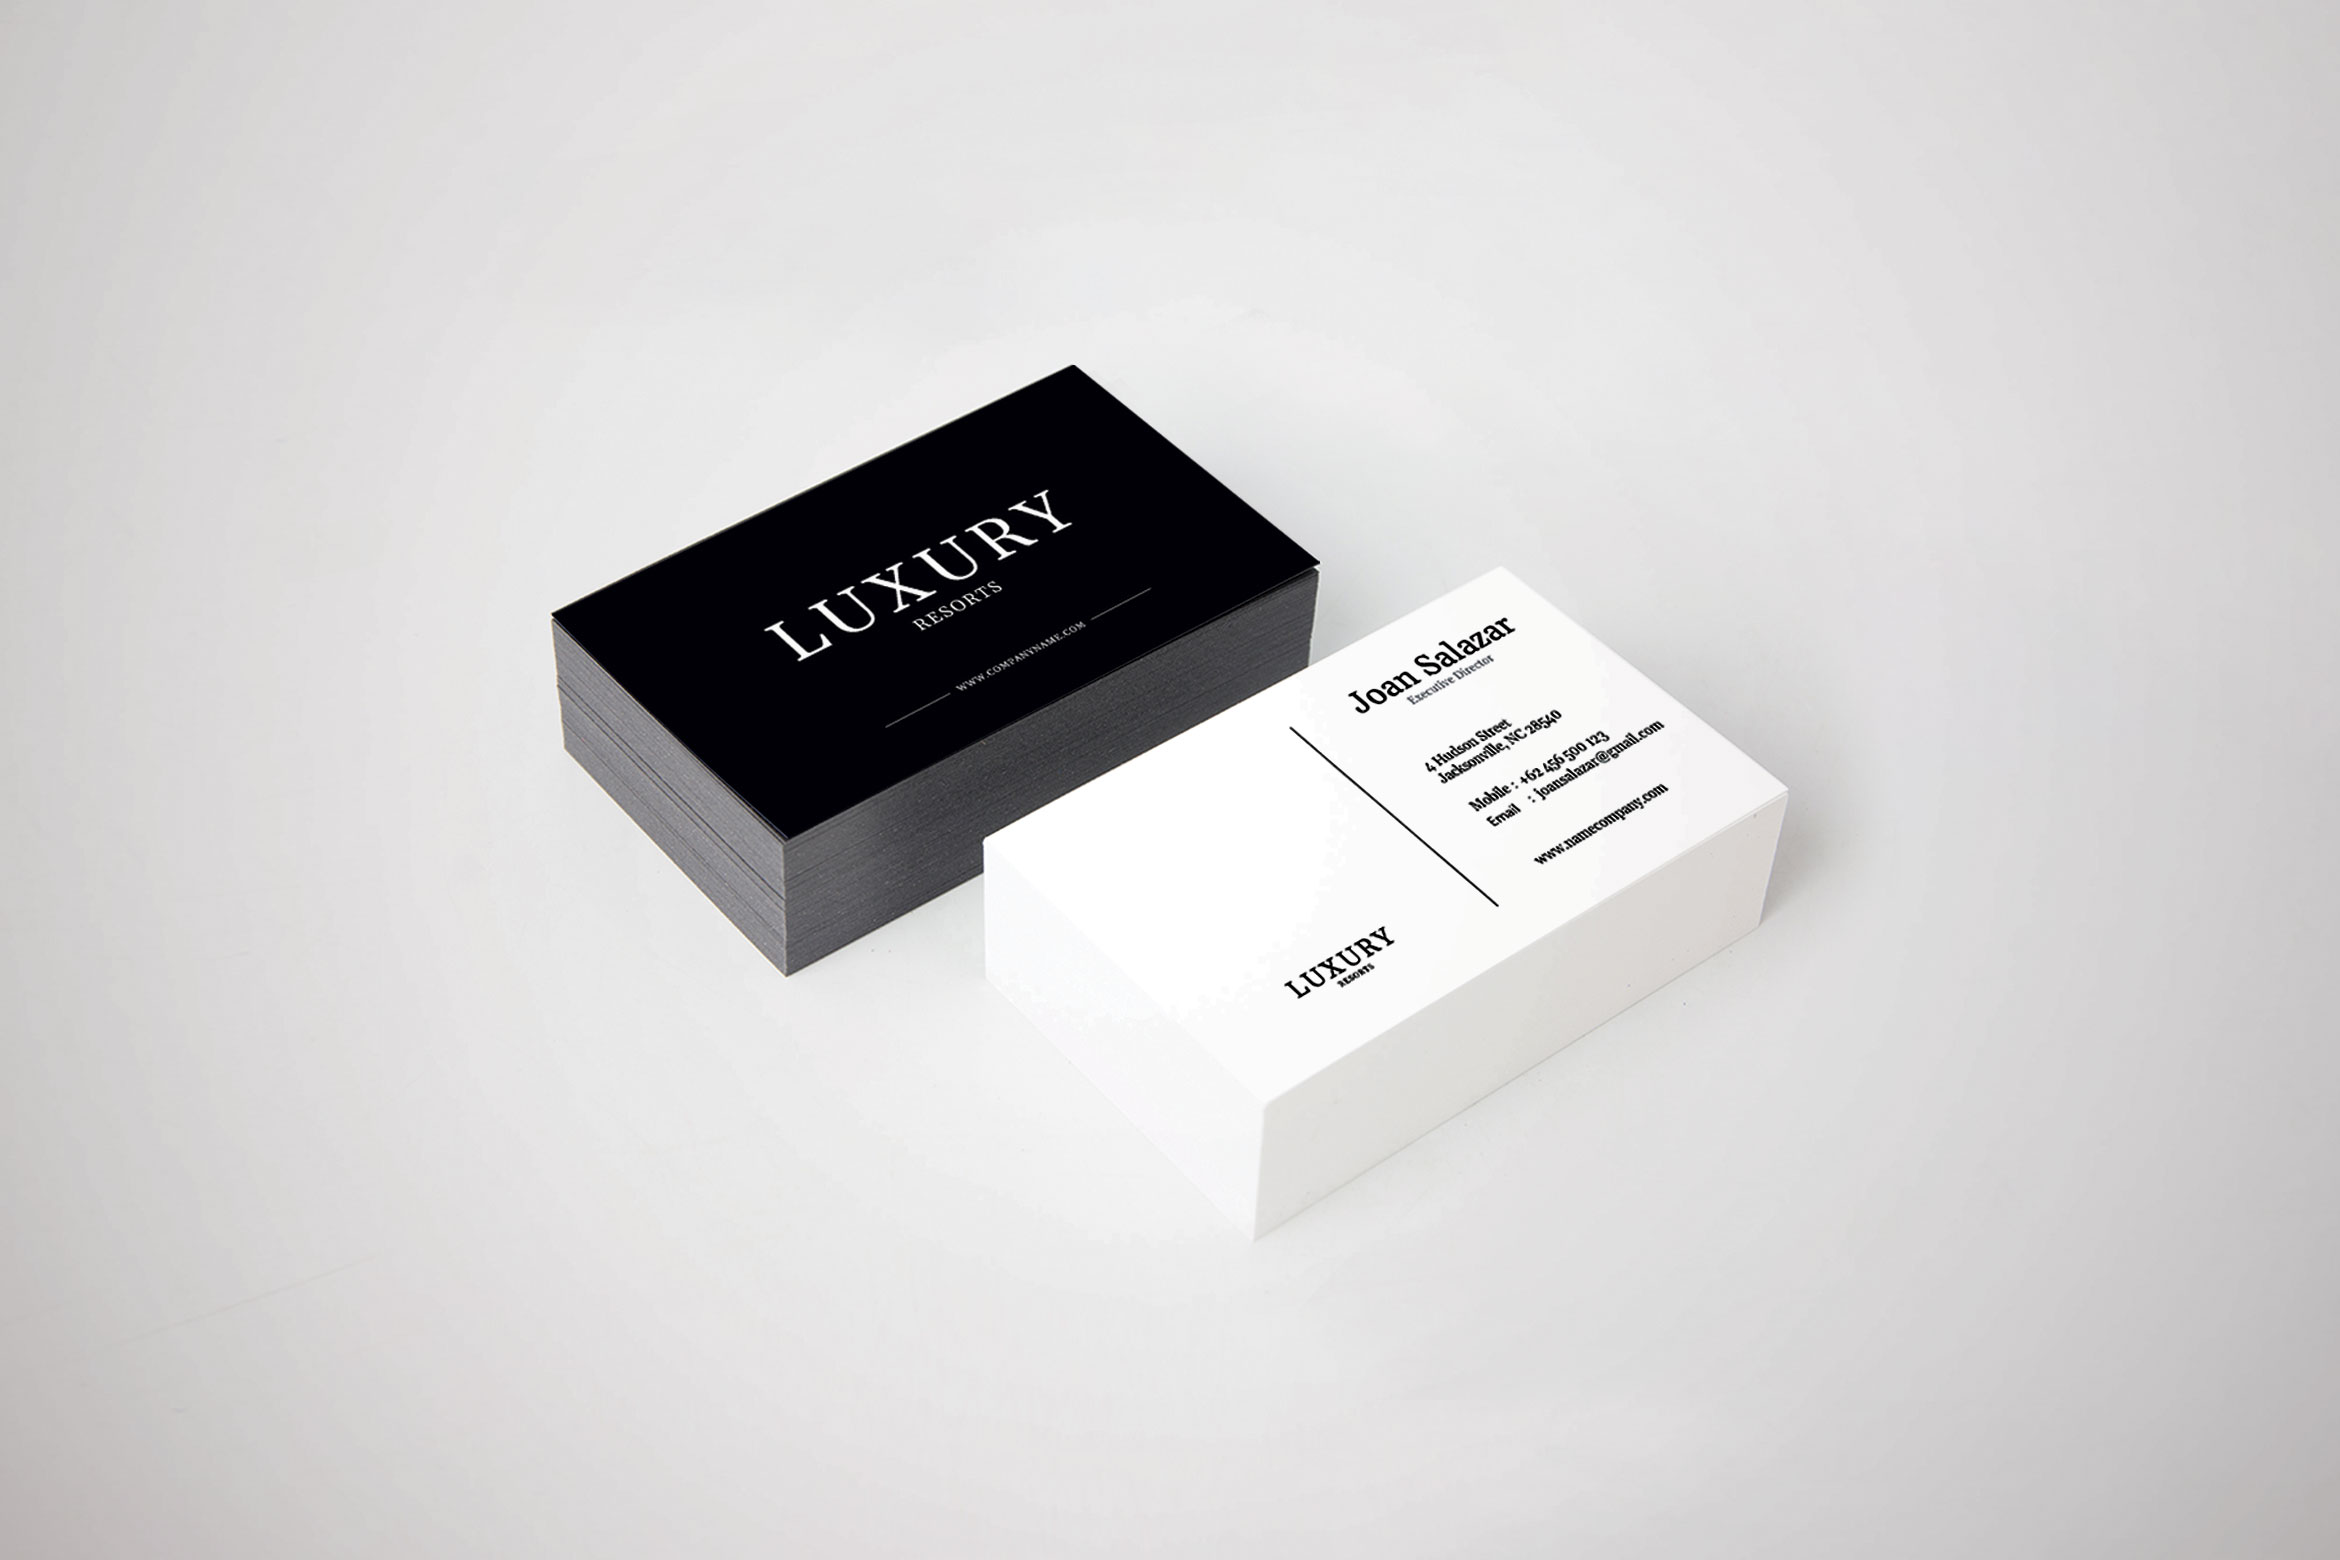 LUXURY
RESORTS
WWW.COMPANYNAME.COM
Joan Salazar
Executive Director
4 Hudson Street
Jacksonville, NC 28540
Mobile : +62 456 500 123
Email : joansalazar@gmail.com
www.namecompany.com
LUXURY
RESORTS